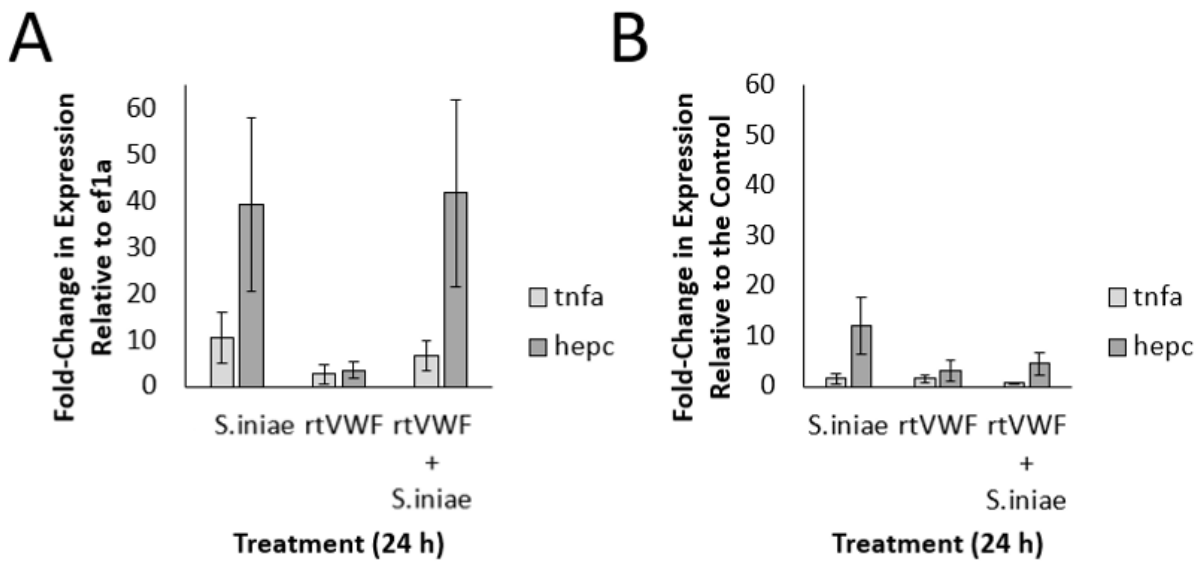 A
Fold-Change in Expression
Relative to ef1a
60
50
40
30
20
10
0
S.iniae rtVWF rtVWF
+
S.iniae
Treatment (24 h)
tnfa
hepc
B
Fold-Change in Expression
Relative to the Control
60
50
40
30
20
10
0
S.iniae rtVWF rtVWF
+
S.iniae
Treatment (24 h)
tnfa
hepc